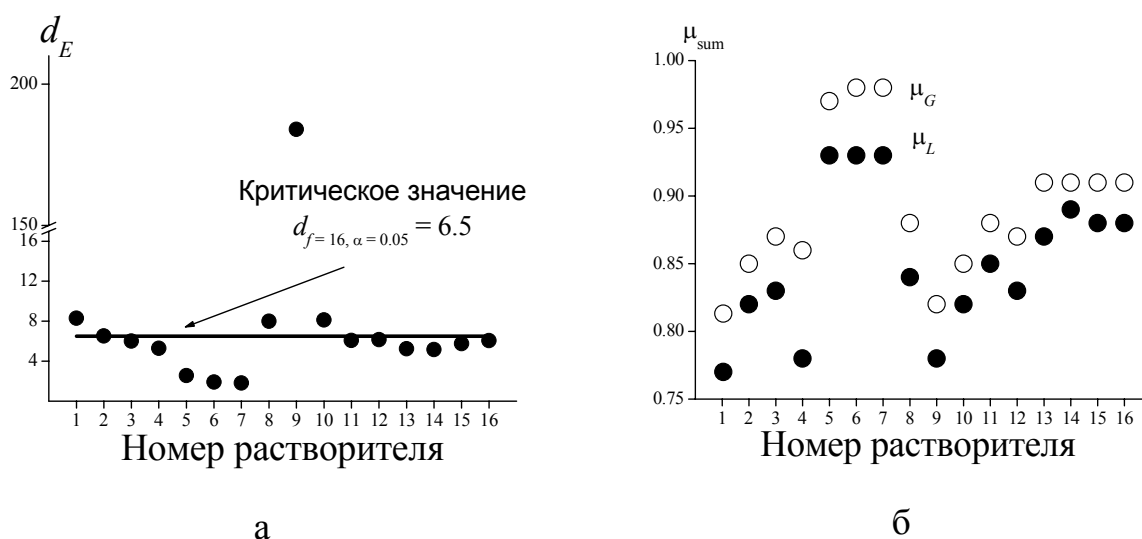 d_E
200
150
16
12
8
4
Критическое значение
d_{f=16, α=0.05} = 6.5
1 2 3 4 5 6 7 8 9 10 11 12 13 14 15 16
Номер растворителя
а
μ_sum
1.00
0.95
0.90
0.85
0.80
0.75
μ_G
μ_L
1 2 3 4 5 6 7 8 9 10 11 12 13 14 15 16
Номер растворителя
б